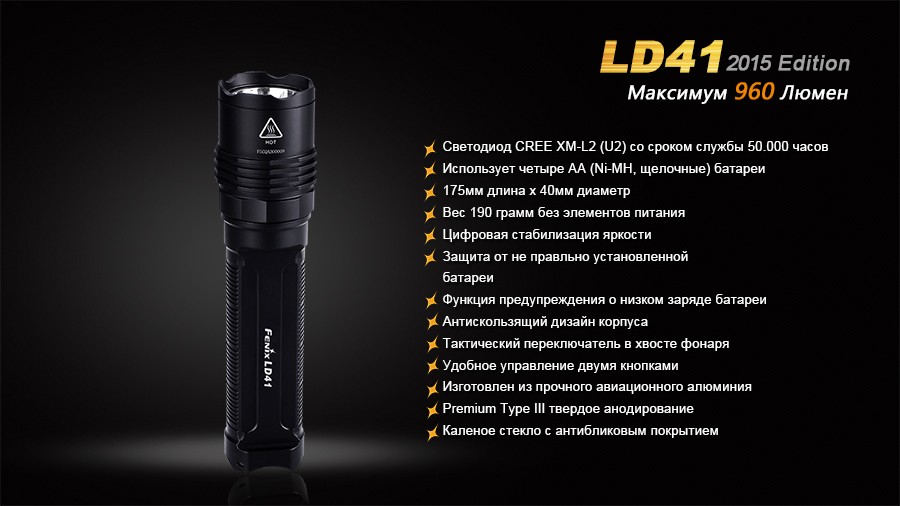 LD41 2015 Edition
Максимум 960 Люмен
Светодиод CREE XM-L2 (U2) со сроком службы 50.000 часов
Использует четыре AA (Ni-MH, щелочные) батареи
175мм длина x 40мм диаметр
Вес 190 грамм без элементов питания
Цифровая стабилизация яркости
Защита от не правльно установленной
батареи
Функция предупреждения о низком заряде батареи
Антискользящий дизайн корпуса
Тактический переключатель в хвосте фонаря
Удобное управление двумя кнопками
Изготовлен из прочного авиационного алюминия
Premium Type III твердое анодирование
Каленое стекло с антибликовым покрытием
HOT
FENIX LD41